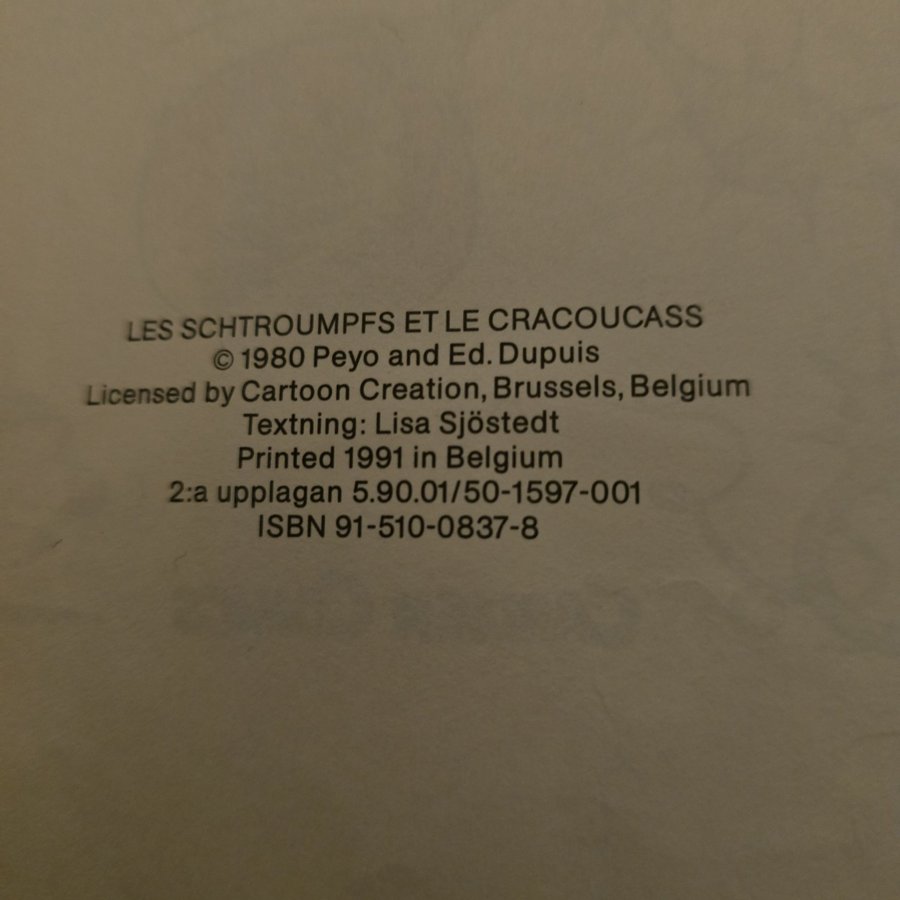 LES SCHTROUMPFS ET LE CRACOUCASS
© 1980 Peyo and Ed. Dupuis
Licensed by Cartoon Creation, Brussels, Belgium
Textning: Lisa Sjöstedt
Printed 1991 in Belgium
2:a upplagan 5.90.01/50-1597-001
ISBN 91-510-0837-8